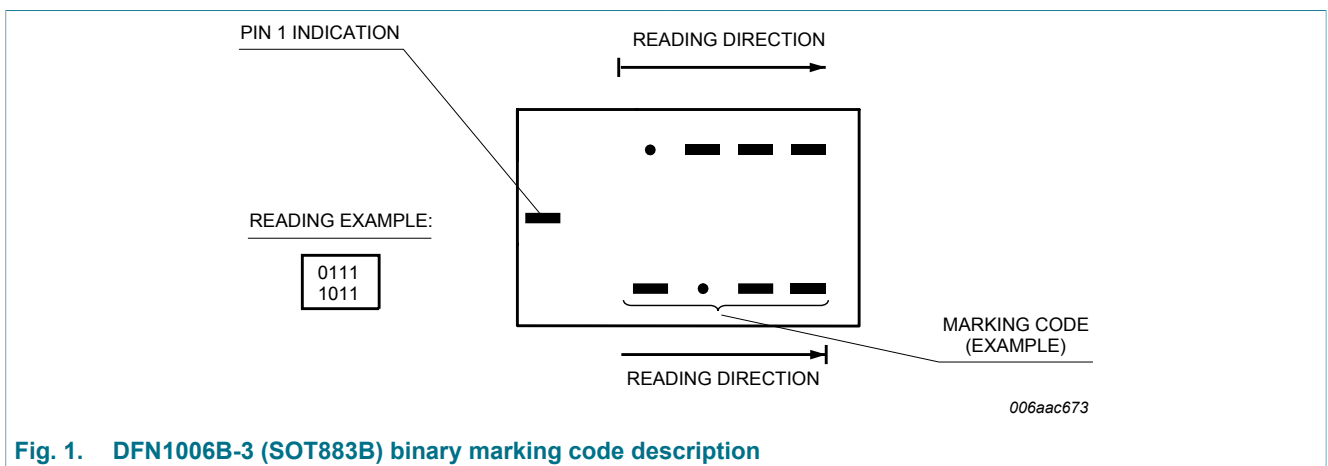 PIN 1 INDICATION
READING DIRECTION
READING EXAMPLE:
0111
1011
MARKING CODE
(EXAMPLE)
READING DIRECTION
006aac673
Fig. 1. DFN1006B-3 (SOT883B) binary marking code description